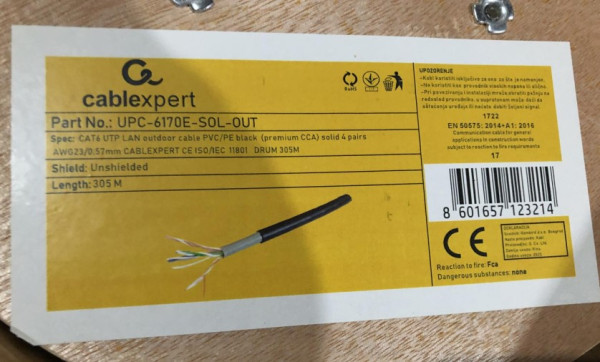 cablexpert
Part No.: UPC-6170E-SOL-OUT
Spec: CAT6 UTP LAN outdoor cable PVC/PE black (premium CCA) solid 4 pairs
AWG23/0.57mm CABLEXPERT CE ISO/IEC 11801 DRUM 305M
Shield: Unshielded
Length: 305 M
RoHS
UPOZORENJE
1722
EN 50575: 2014+A1: 2016
Communication cable for general
applications in construction works
subject to reaction to fire requirements
17
8 601657 123214
CE
DEKLARACIJA
Reaction to fire: Fca
Dangerous substances: none